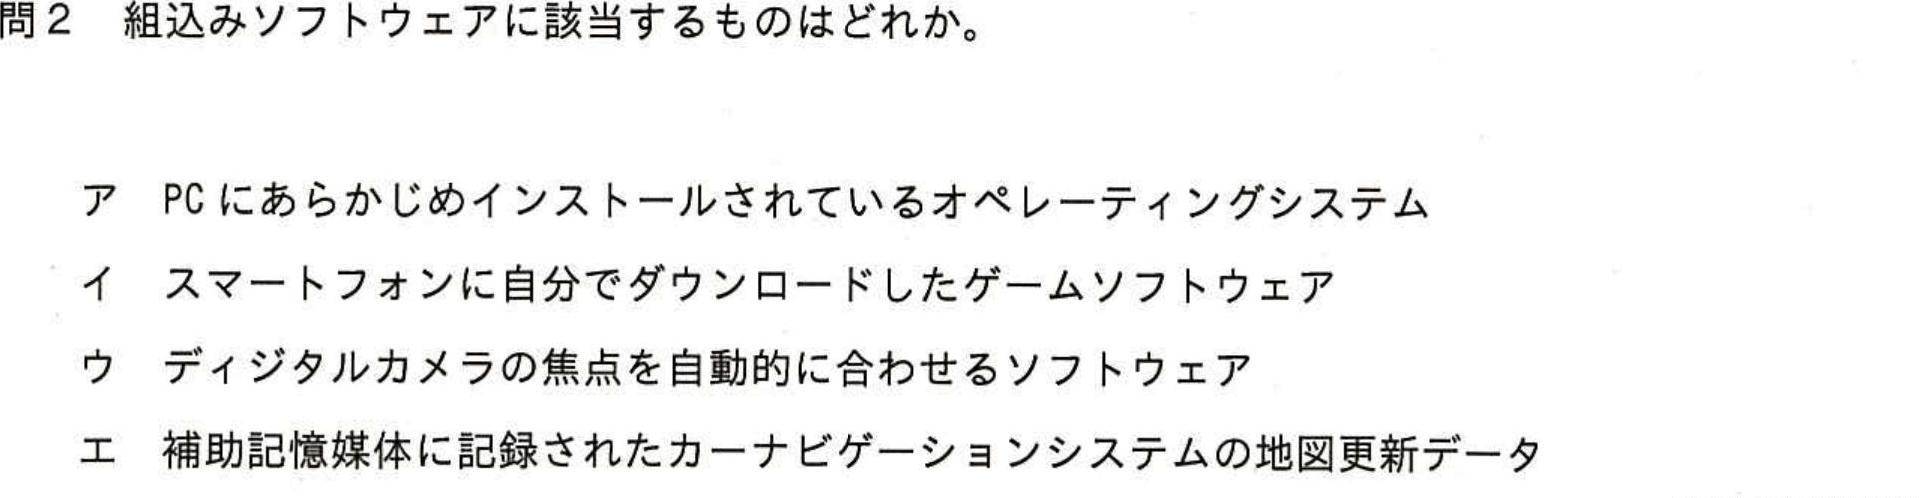 問２　組込みソフトウェアに該当するものはどれか。
ア　PC にあらかじめインストールされているオペレーティングシステム
イ　スマートフォンに自分でダウンロードしたゲームソフトウェア
ウ　ディジタルカメラの焦点を自動的に合わせるソフトウェア
エ　補助記憶媒体に記録されたカーナビゲーションシステムの地図更新データ